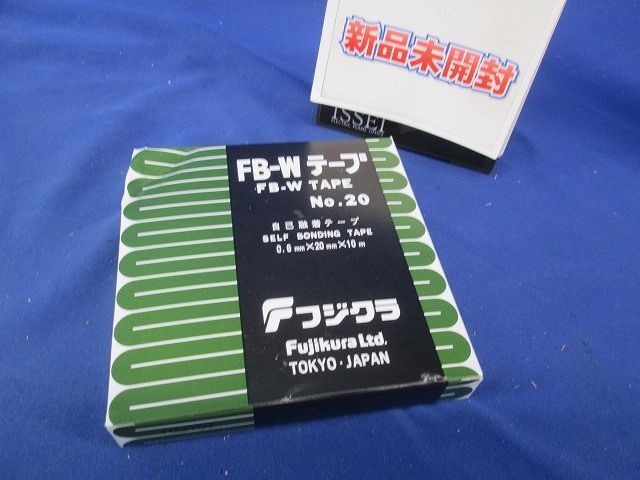 新品未開封
ISSEI
FB-Wテープ
FB-W TAPE
No.20
自己融着テープ
SELF BONDING TAPE
0.6mm×20mm×10m
フジクラ
Fujikura Ltd.
TOKYO・JAPAN